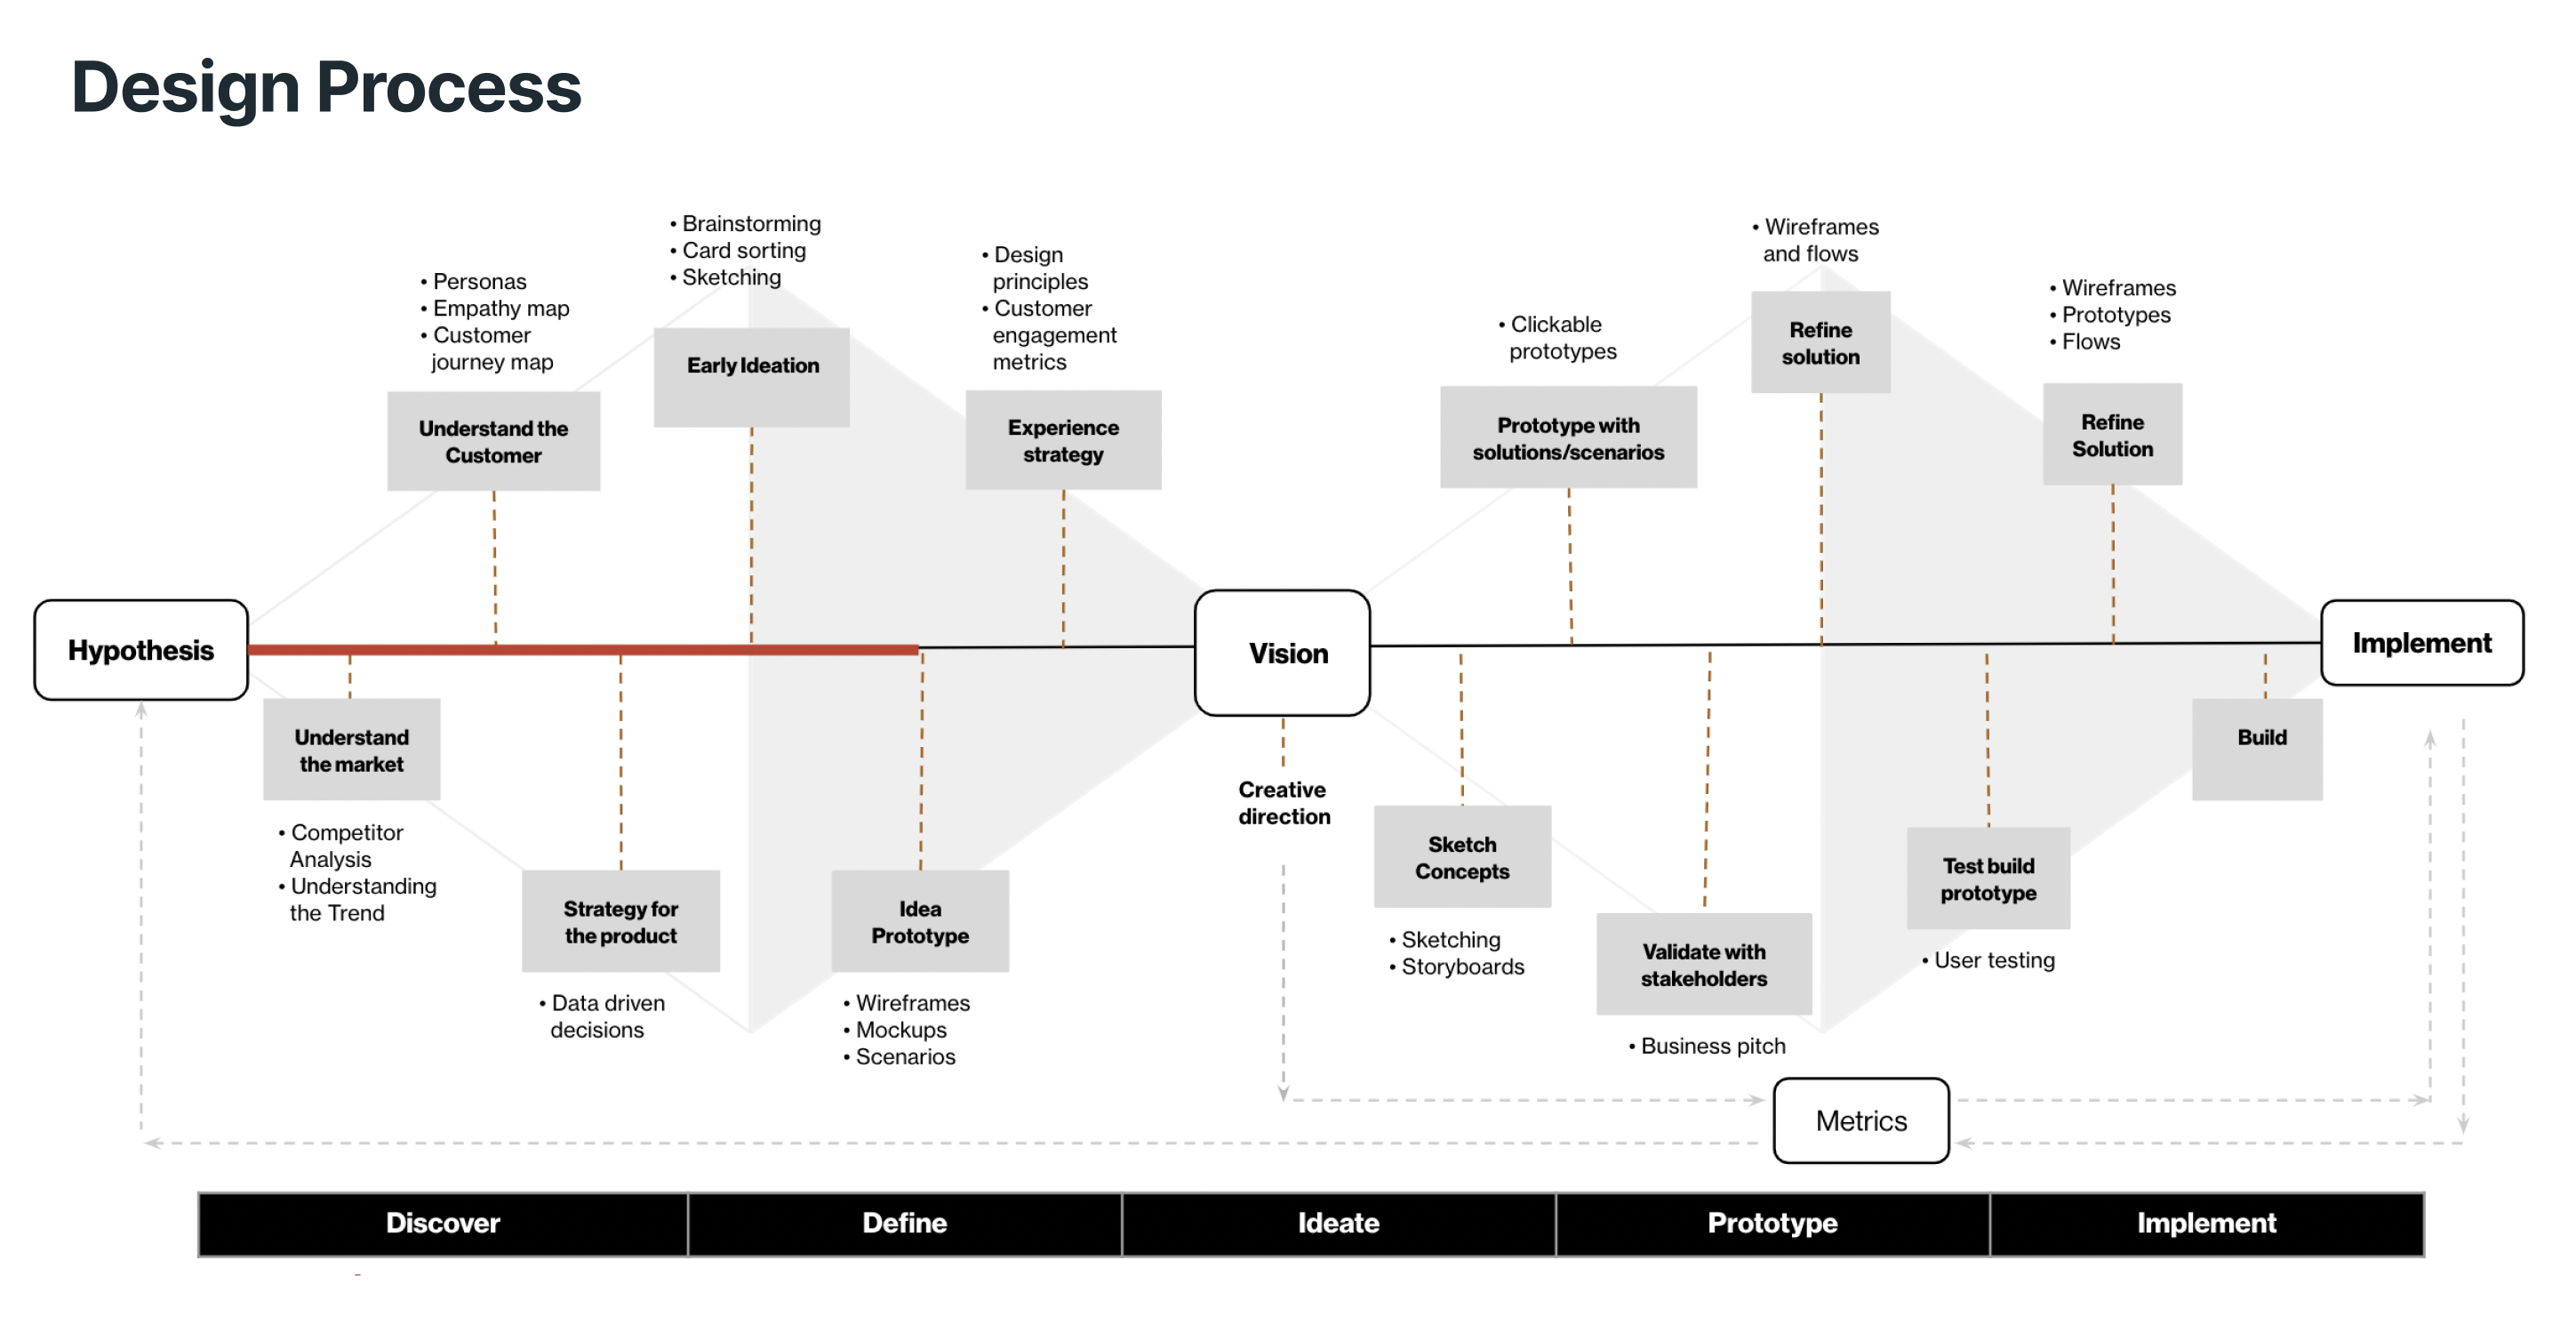 Design Process
• Brainstorming
• Card sorting
• Sketching
• Personas
• Empathy map
• Customer
journey map
• Design
principles
• Customer
engagement
metrics
• Wireframes
and flows
• Clickable
prototypes
• Wireframes
• Prototypes
• Flows
Understand the
Customer
Early Ideation
Experience
strategy
Prototype with
solutions/scenarios
Refine
solution
Refine
Solution
Hypothesis
Vision
Implement
Understand
the market
• Competitor
Analysis
• Understanding
the Trend
Strategy for
the product
• Data driven
decisions
Idea
Prototype
• Wireframes
• Mockups
• Scenarios
Creative
direction
Sketch
Concepts
• Sketching
• Storyboards
Validate with
stakeholders
• Business pitch
Test build
prototype
• User testing
Build
Metrics
Discover
Define
Ideate
Prototype
Implement